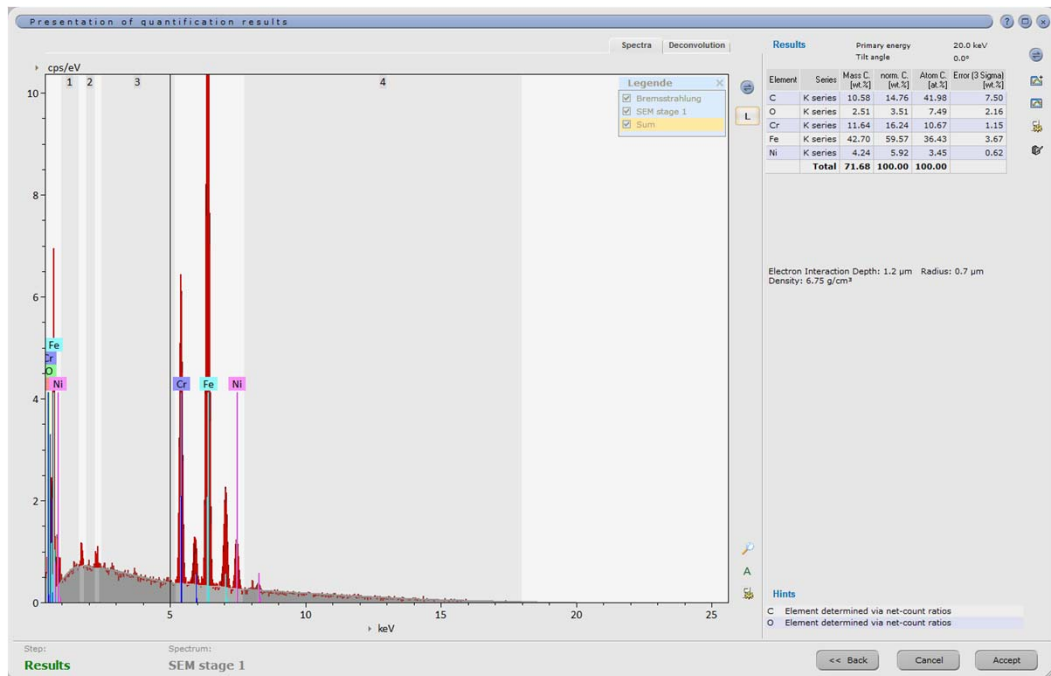 Presentation of quantification results
Spectra Deconvolution
cps/eV
1 2 3 4
10
8
6
4
2
0
5 10 15 20 25
keV
Fe
Cr
O
Ni
Cr Fe Ni
Legende
Bremsstrahlung
SEM stage 1
Sum
L
A
Results
Primary energy 20.0 keV
Tilt angle 0.0°
Element Series Mass C. [wt.%] norm. C. [wt.%] Atom C. [at.%] Error (3 Sigma) [wt.%]
C K series 10.58 14.76 41.98 7.50
O K series 2.51 3.51 7.49 2.16
Cr K series 11.64 16.24 10.67 1.15
Fe K series 42.70 59.57 36.43 3.67
Ni K series 4.24 5.92 3.45 0.62
Total 71.68 100.00 100.00
Electron Interaction Depth: 1.2 µm Radius: 0.7 µm
Density: 6.75 g/cm³
Hints
C Element determined via net-count ratios
O Element determined via net-count ratios
Step: Spectrum:
Results SEM stage 1
<< Back Cancel Accept